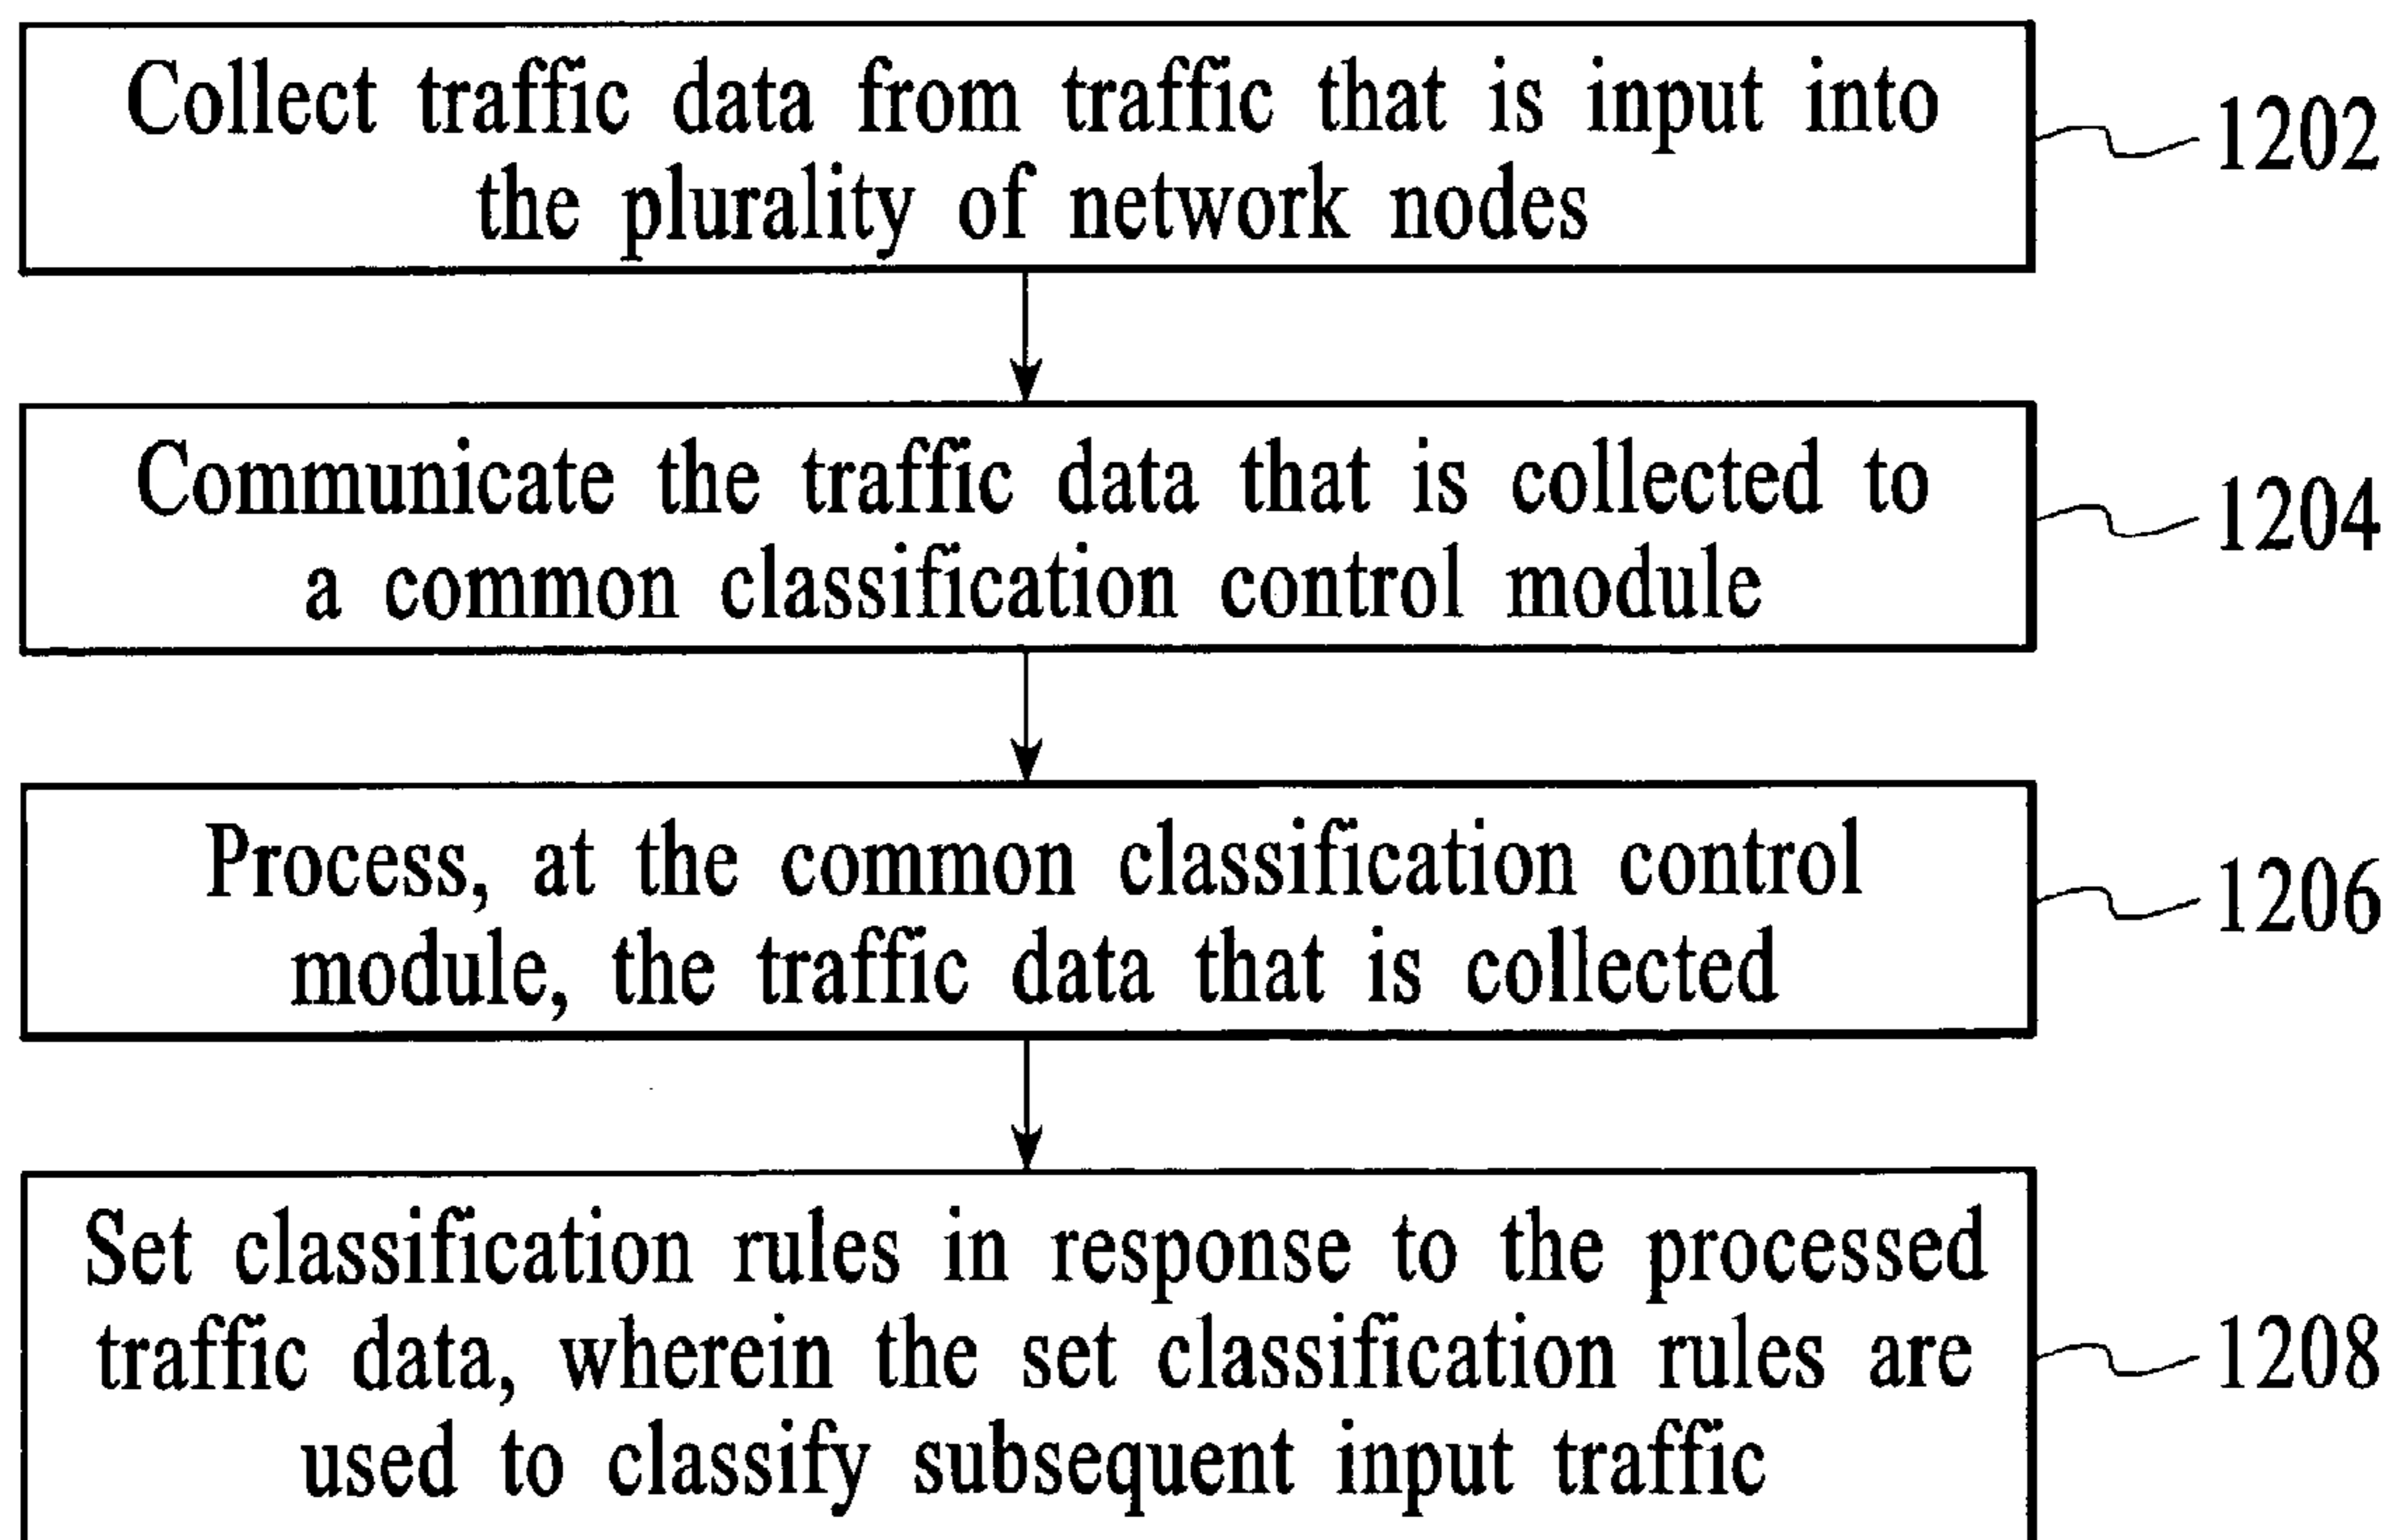 Collect traffic data from traffic that is input into
the plurality of network nodes
1202
Communicate the traffic data that is collected to
a common classification control module
1204
Process, at the common classification control
module, the traffic data that is collected
1206
Set classification rules in response to the processed
traffic data, wherein the set classification rules are
used to classify subsequent input traffic
1208